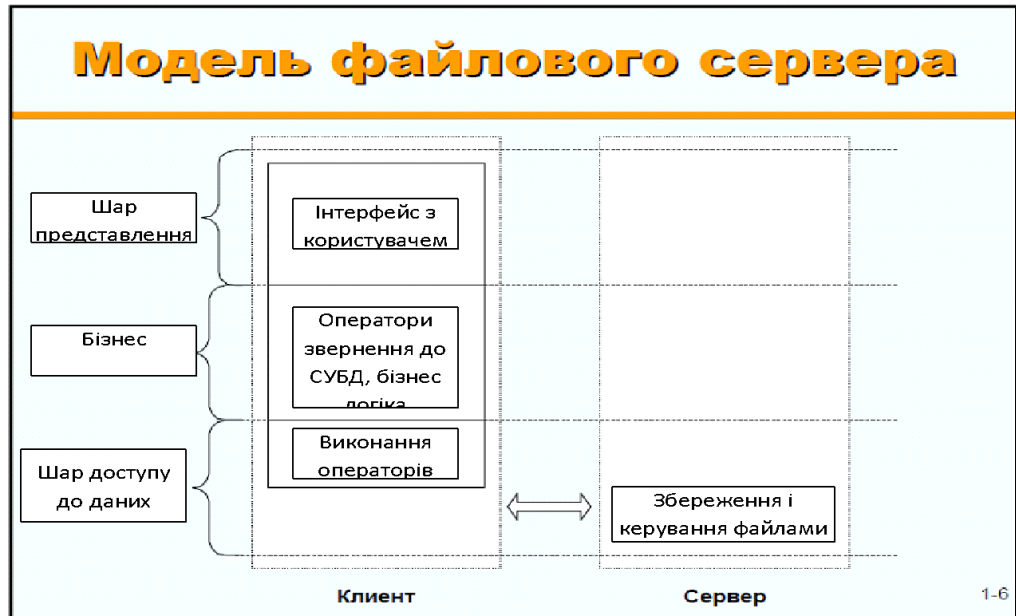 Модель файлового сервера
Шар
представлення
Інтерфейс з
користувачем
Бізнес
Оператори
звернення до
СУБД, бізнес
логіка
Шар доступу
до даних
Виконання
операторів
Збереження і
керування файлами
Клиент
Сервер
1-6